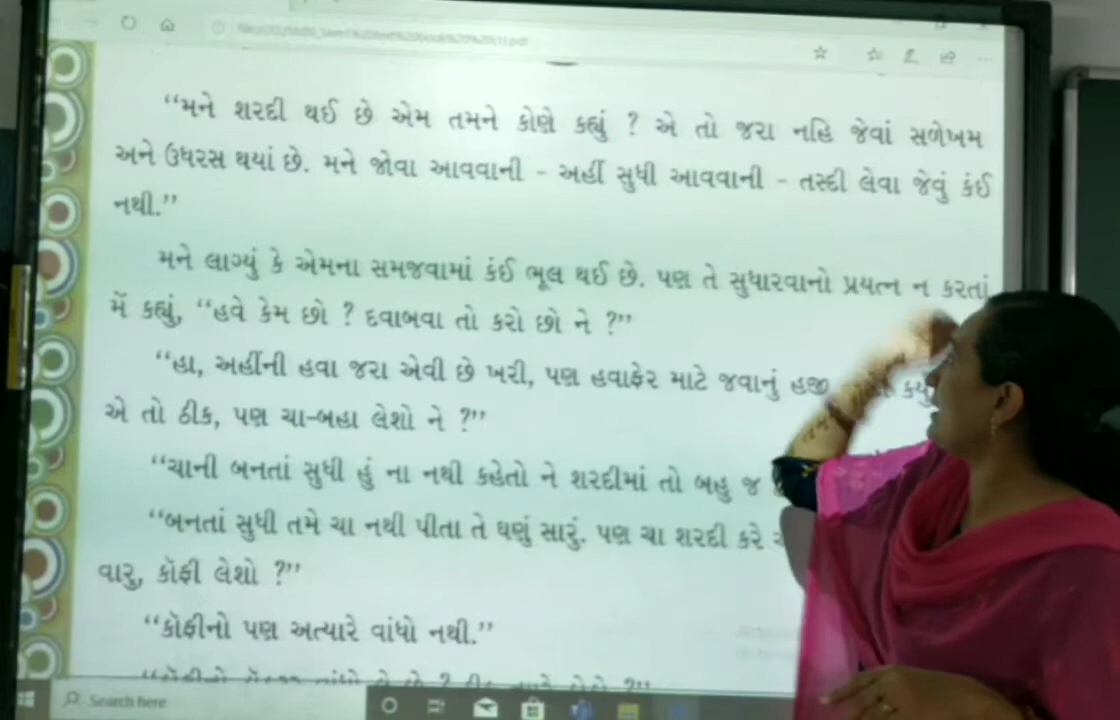 “મને શરદી થઈ છે એમ તમને કોણે કહ્યું ? એ તો જરા નહિ જેવાં સળેખમ
અને ઉધરસ થયાં છે. મને જોવા આવવાની - અહીં સુધી આવવાની - તસ્દી લેવા જેવું કંઈ
નથી.”
મને લાગ્યું કે એમના સમજવામાં કંઈ ભૂલ થઈ છે. પણ તે સુધારવાનો પ્રયત્ન ન કરતાં
મેં કહ્યું, “હવે કેમ છો ? દવાબવા તો કરો છો ને ?”
“હા, અહીંની હવા જરા એવી છે ખરી, પણ હવાફેર માટે જવાનું હજી
એ તો ઠીક, પણ ચા-બહા લેશો ને ?”
“ચાની બનતાં સુધી હું ના નથી કહેતો ને શરદીમાં તો બહુ જ
“બનતાં સુધી તમે ચા નથી પીતા તે ઘણું સારું. પણ ચા શરદી કરે
વારુ, કૉફી લેશો ?”
“કૉફીનો પણ અત્યારે વાંધો નથી.”
Search here